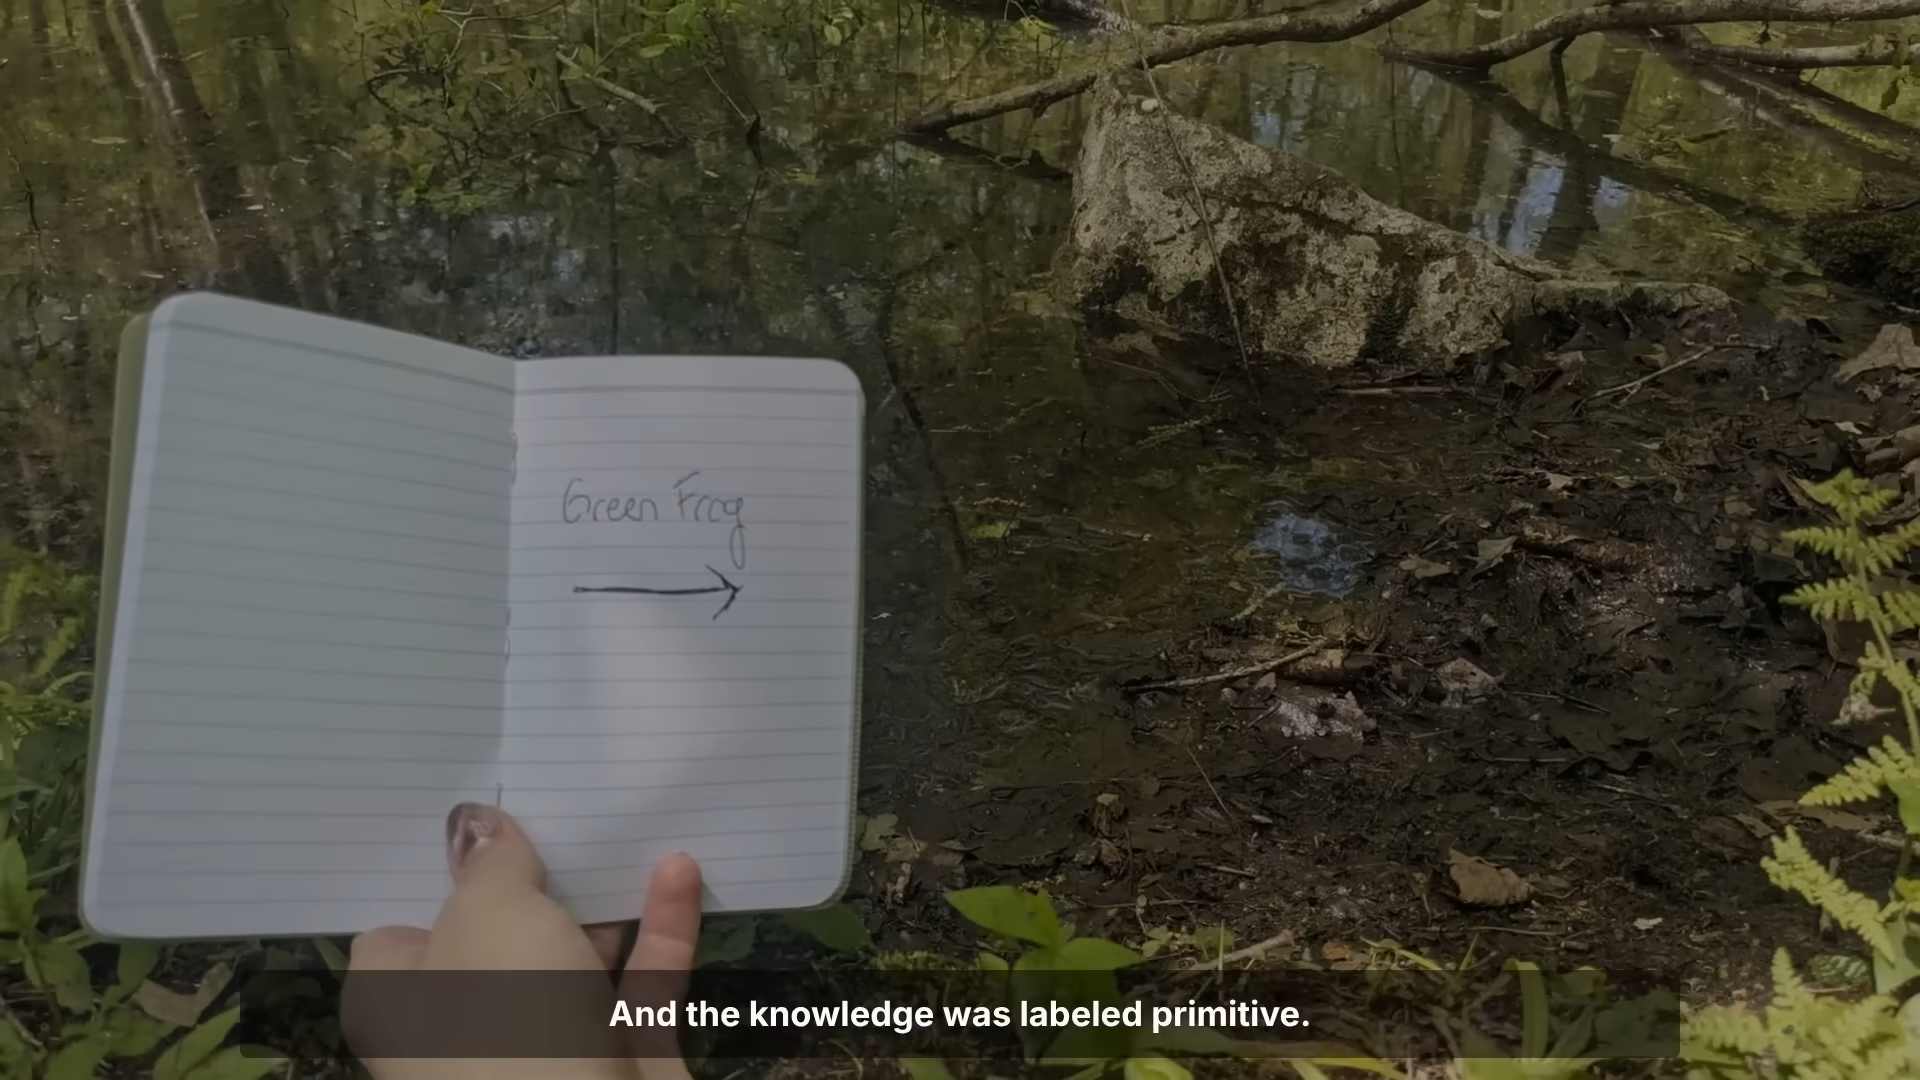 Green Frog
And the knowledge was labeled primitive.